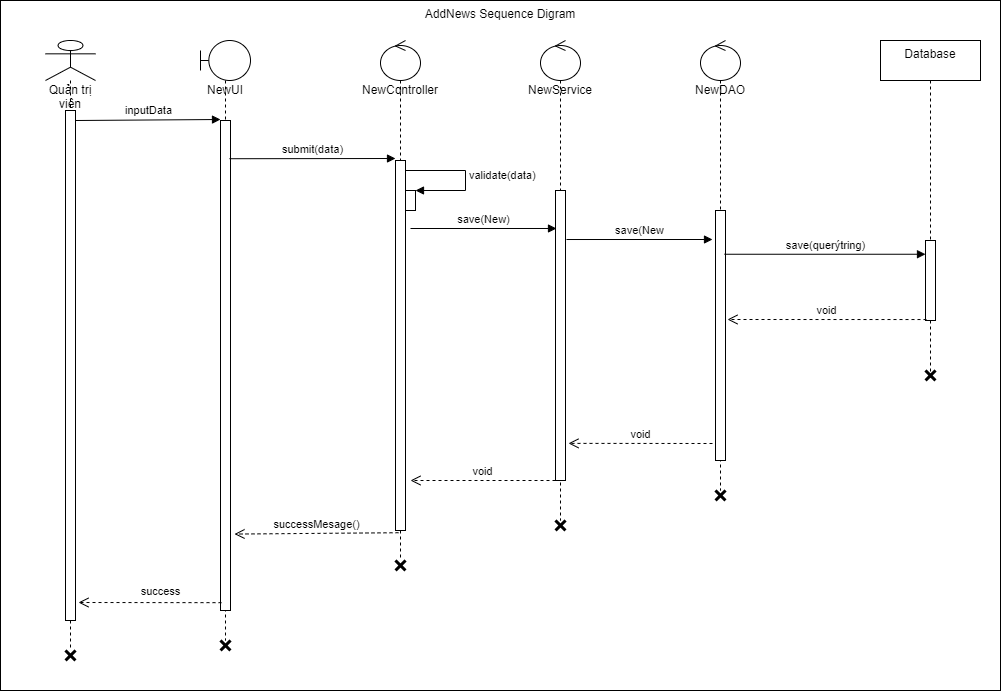 AddNews Sequence Digram
Quản trị
viên
NewUI
NewController
NewService
NewDAO
Database
inputData
submit(data)
validate(data)
save(New)
save(New
save(querýtring)
void
void
void
successMesage()
success